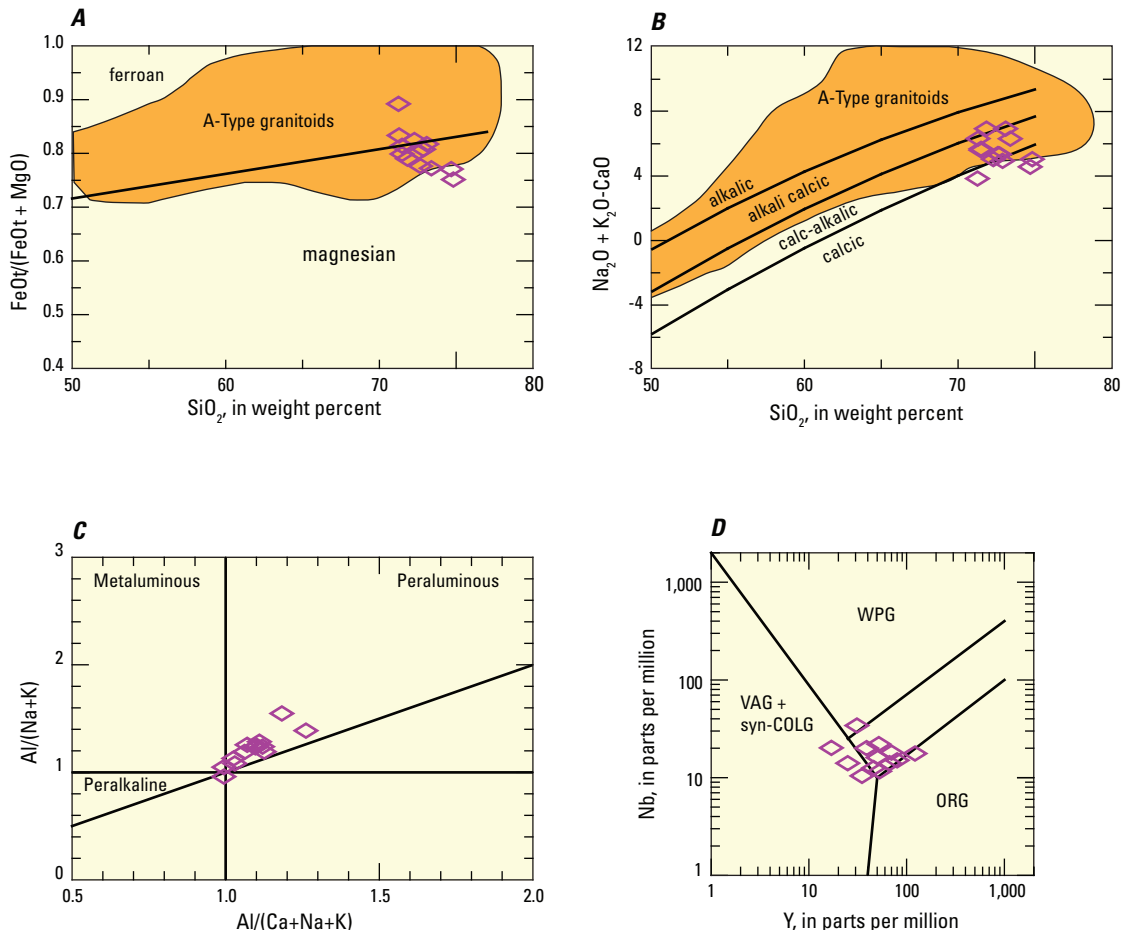 A
1.0
0.9
0.8
0.7
0.6
0.5
0.4
FeOt/(FeOt + MgO)
ferroan
A-Type granitoids
magnesian
50
60
70
80
SiO₂, in weight percent
B
12
8
4
0
-4
-8
Na₂O + K₂O-CaO
A-Type granitoids
alkalic
alkali calcic
calc-alkalic
calcic
50
60
70
80
SiO₂, in weight percent
C
3
2
1
0
Al/(Na+K)
Metaluminous
Peraluminous
Peralkaline
0.5
1.0
1.5
2.0
Al/(Ca+Na+K)
D
1,000
100
10
1
Nb, in parts per million
WPG
VAG +
syn-COLG
ORG
1
10
100
1,000
Y, in parts per million